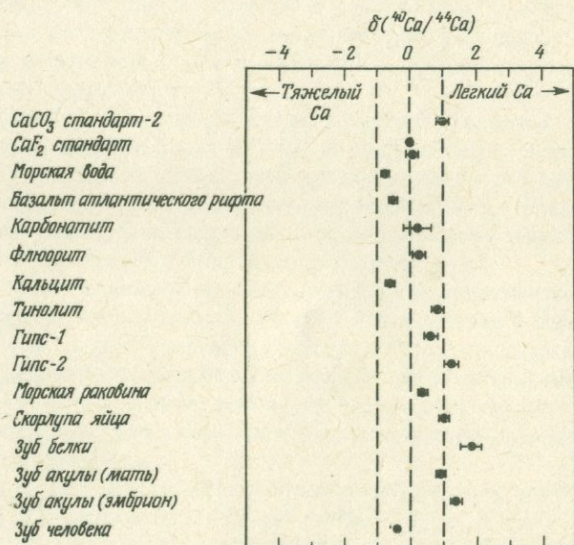 δ(⁴⁰Ca/⁴⁴Ca)
−4 −2 0 2 4
Тяжелый Ca
Легкий Ca
CaCO₃ стандарт-2
CaF₂ стандарт
Морская вода
Базальт атлантического рифта
Карбонатит
Флюорит
Кальцит
Тинолит
Гипс-1
Гипс-2
Морская раковина
Скорлупа яйца
Зуб белки
Зуб акулы (мать)
Зуб акулы (эмбрион)
Зуб человека